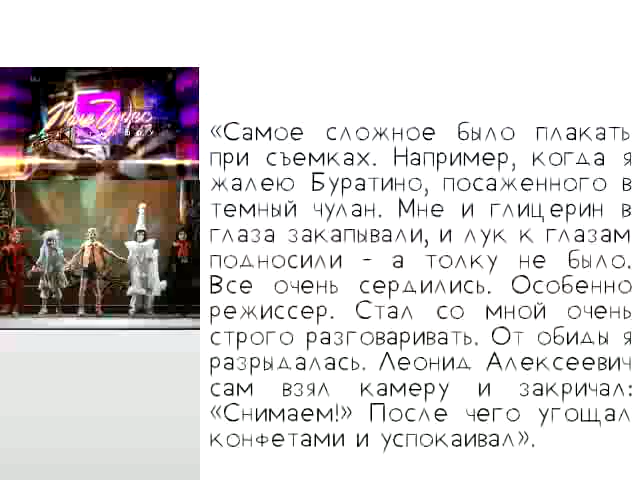 Поле Чудес
«Самое сложное было плакать
при съемках. Например, когда я
жалею Буратино, посаженного в
темный чулан. Мне и глицерин в
глаза закапывали, и лук к глазам
подносили - а толку не было.
Все очень сердились. Особенно
режиссер. Стал со мной очень
строго разговаривать. От обиды я
разрыдалась. Леонид Алексеевич
сам взял камеру и закричал:
«Снимаем!» После чего угощал
конфетами и успокаивал».